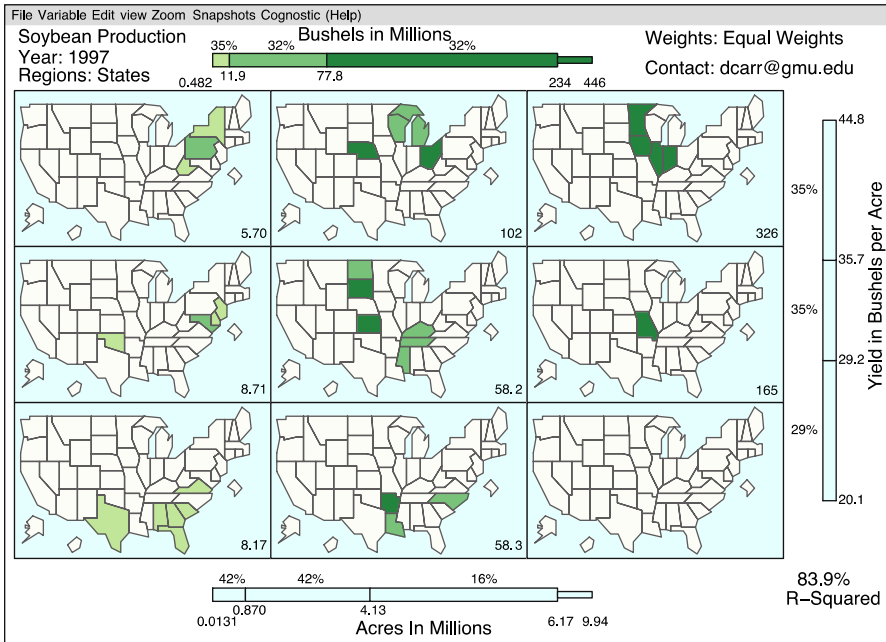 File Variable Edit view Zoom Snapshots Cognostic (Help)
Soybean Production
Year: 1997
Regions: States
Bushels in Millions
35% 32% 32%
0.482 11.9 77.8 234 446
Weights: Equal Weights
Contact: dcarr@gmu.edu
5.70 102 326
8.71 58.2 165
8.17 58.3
44.8
35%
35.7
35%
29.2
29%
20.1
Yield in Bushels per Acre
42% 42% 16%
0.0131 0.870 4.13 6.17 9.94
Acres In Millions
83.9%
R-Squared